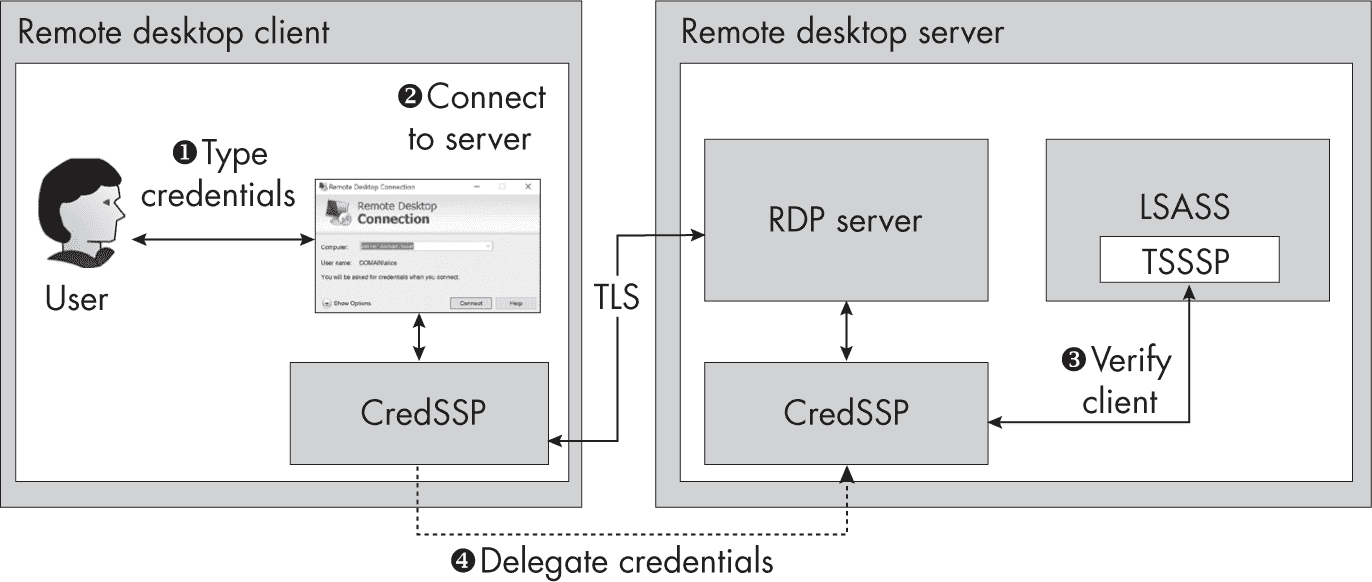 Remote desktop client
Remote desktop server
❷ Connect
to server
❶ Type
credentials
User
Remote Desktop Connection
Remote Desktop
Connection
Computer:
User name: DOMAIN\alice
You will be asked for credentials when you connect.
Show Options
Connect
Help
CredSSP
TLS
RDP server
LSASS
TSSSP
❸ Verify
client
CredSSP
❹ Delegate credentials